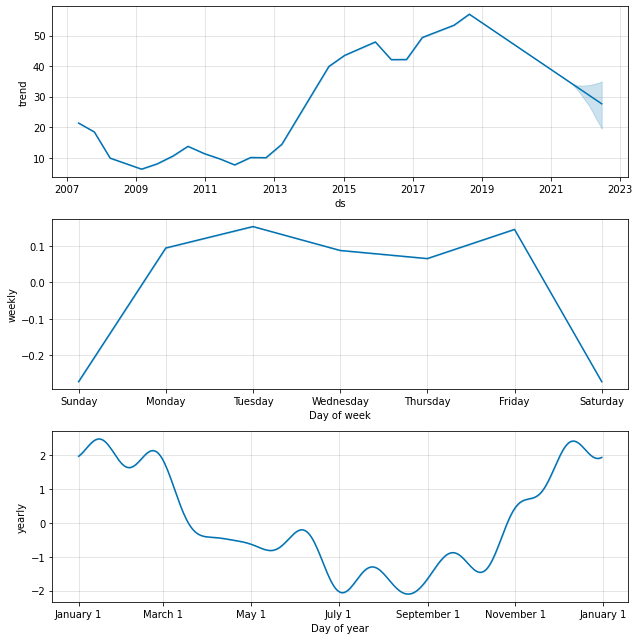 50
40
30
20
10
trend
2007 2009 2011 2013 2015 2017 2019 2021 2023
ds
0.1
0.0
−0.1
−0.2
weekly
Sunday Monday Tuesday Wednesday Thursday Friday Saturday
Day of week
2
1
0
−1
−2
yearly
January 1 March 1 May 1 July 1 September 1 November 1 January 1
Day of year